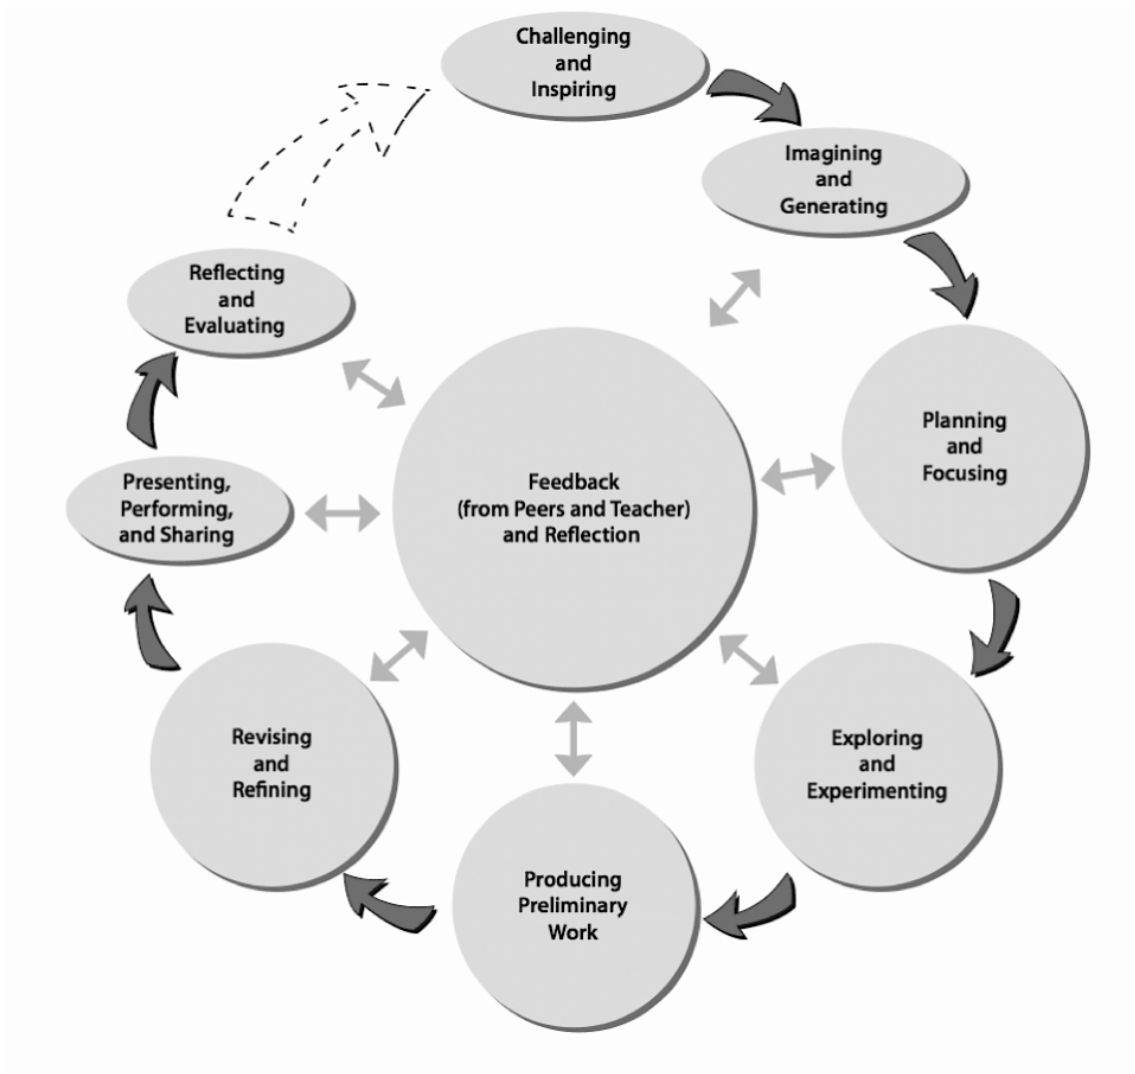 Challenging
and
Inspiring
Imagining
and
Generating
Planning
and
Focusing
Exploring
and
Experimenting
Producing
Preliminary
Work
Revising
and
Refining
Presenting,
Performing,
and Sharing
Reflecting
and
Evaluating
Feedback
(from Peers and Teacher)
and Reflection